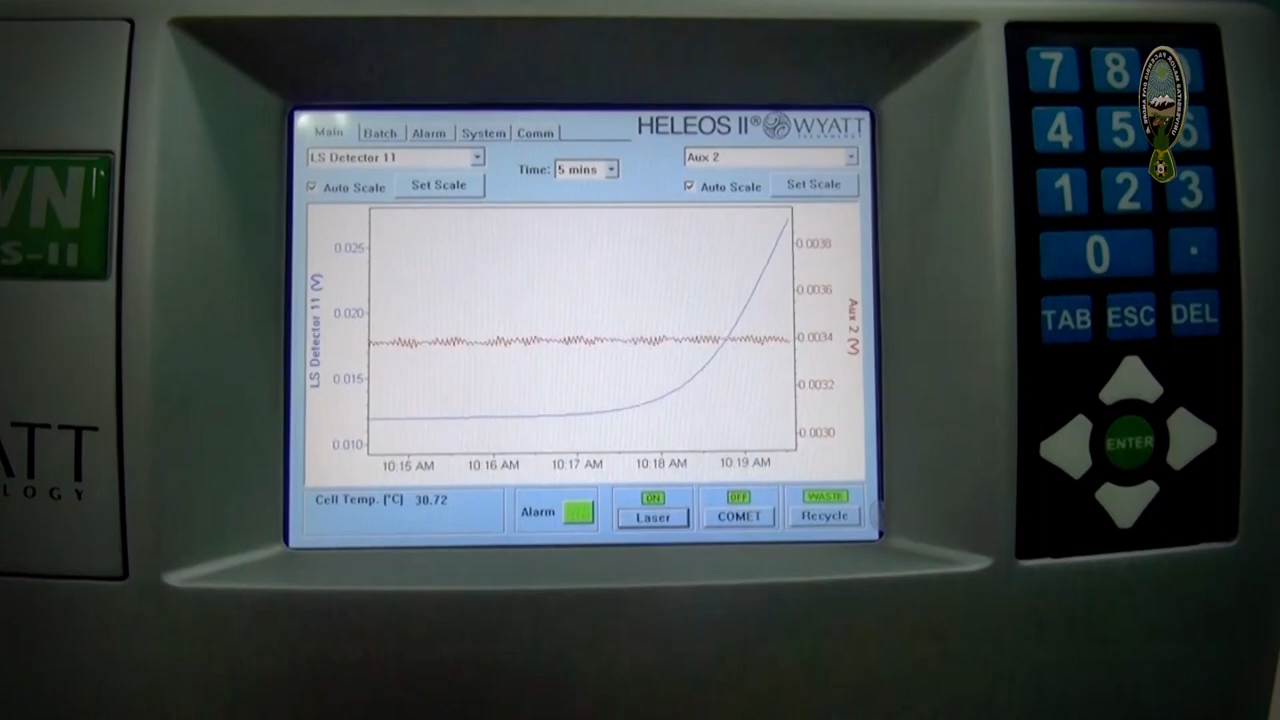 WN
S-II
ATT
LOGY
HELEOS II® WYATT
TECHNOLOGY
Main Batch Alarm System Comm
LS Detector 11
Time: 5 mins
Aux 2
Auto Scale Set Scale
Auto Scale Set Scale
LS Detector 11 (V)
0.025
0.020
0.015
0.010
Aux 2 (V)
0.0038
0.0036
0.0034
0.0032
0.0030
10.15 AM 10.16 AM 10.17 AM 10.18 AM 10.19 AM
Cell Temp. [°C] 30.72
Alarm
ON
Laser
OFF
COMET
WASTE
Recycle
7 8
4 5 6
1 2 3
0 .
TAB ESC DEL
ENTER